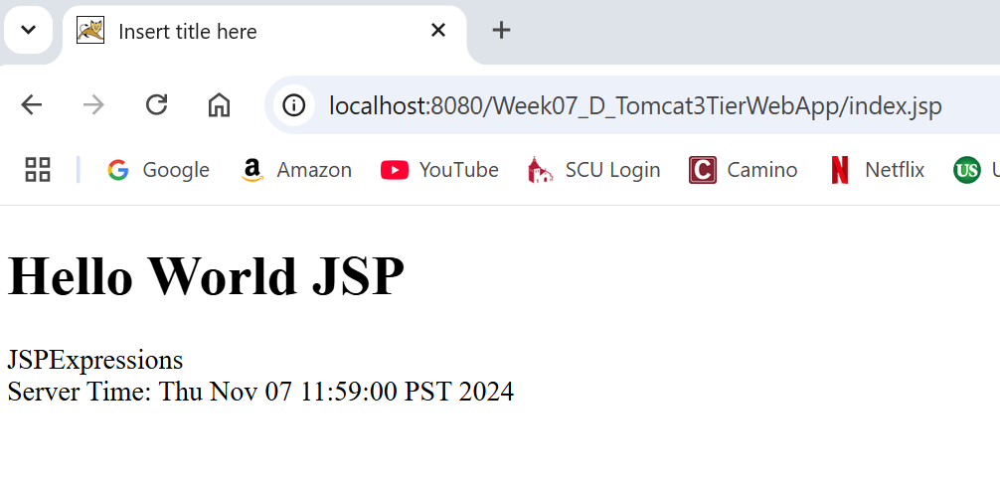 Insert title here
localhost:8080/Week07_D_Tomcat3TierWebApp/index.jsp
Google Amazon YouTube SCU Login Camino Netflix US
Hello World JSP
JSPExpressions
Server Time: Thu Nov 07 11:59:00 PST 2024